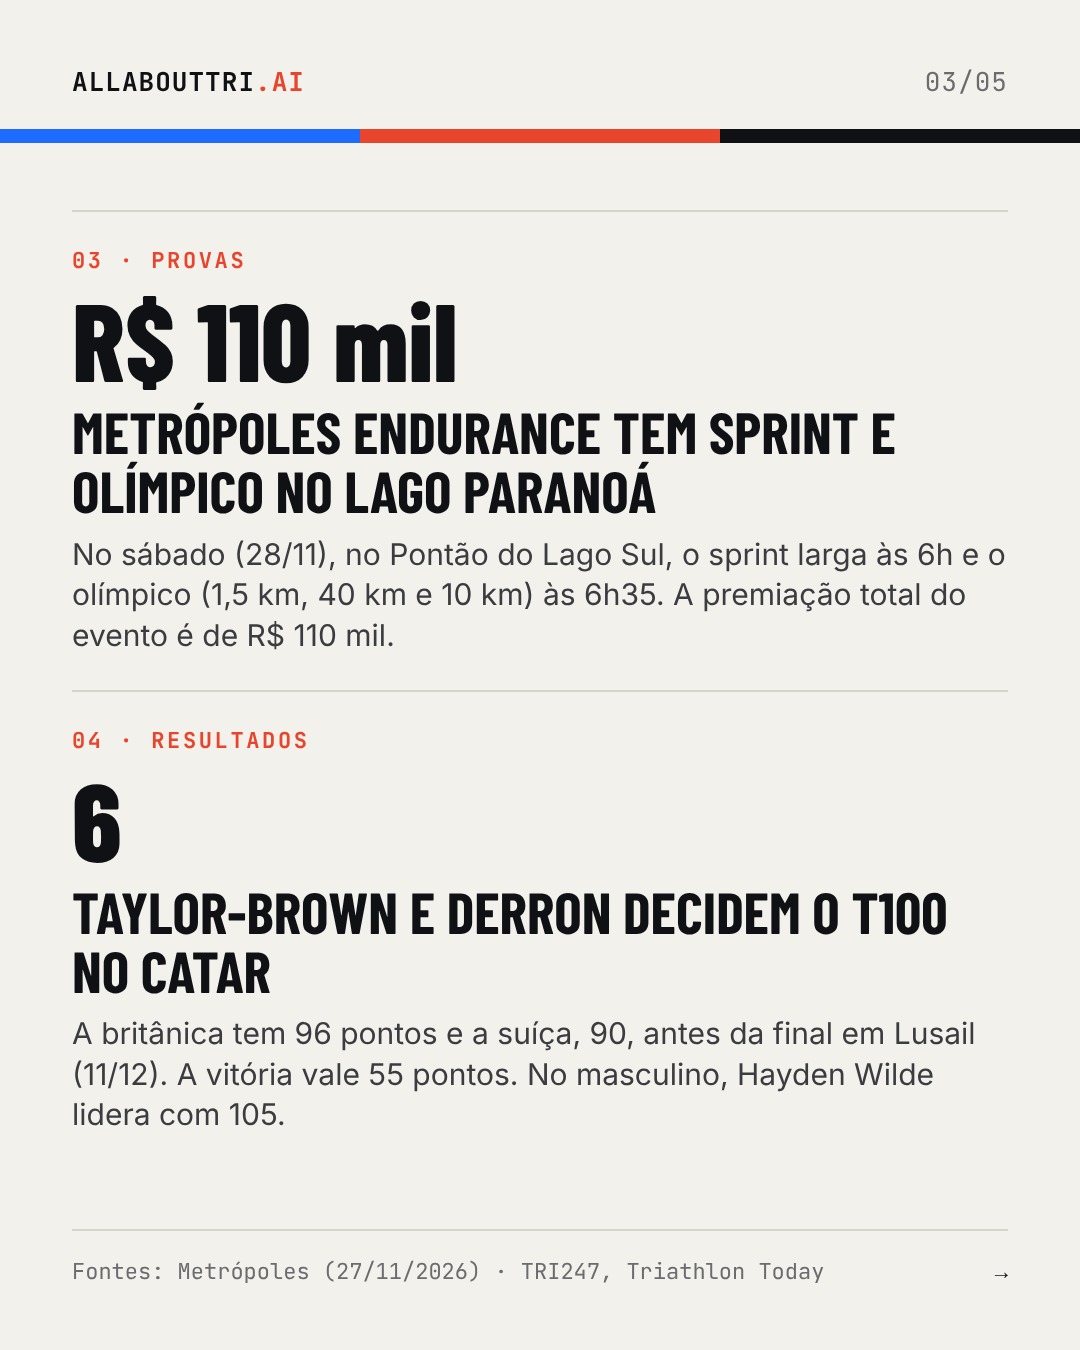 ALLABOUTTRI.AI
03/05
03 · PROVAS
R$ 110 mil
METRÓPOLES ENDURANCE TEM SPRINT E
OLÍMPICO NO LAGO PARANOÁ
No sábado (28/11), no Pontão do Lago Sul, o sprint larga às 6h e o
olímpico (1,5 km, 40 km e 10 km) às 6h35. A premiação total do
evento é de R$ 110 mil.
04 · RESULTADOS
6
TAYLOR-BROWN E DERRON DECIDEM O T100
NO CATAR
A britânica tem 96 pontos e a suíça, 90, antes da final em Lusail
(11/12). A vitória vale 55 pontos. No masculino, Hayden Wilde
lidera com 105.
Fontes: Metrópoles (27/11/2026) · TRI247, Triathlon Today →